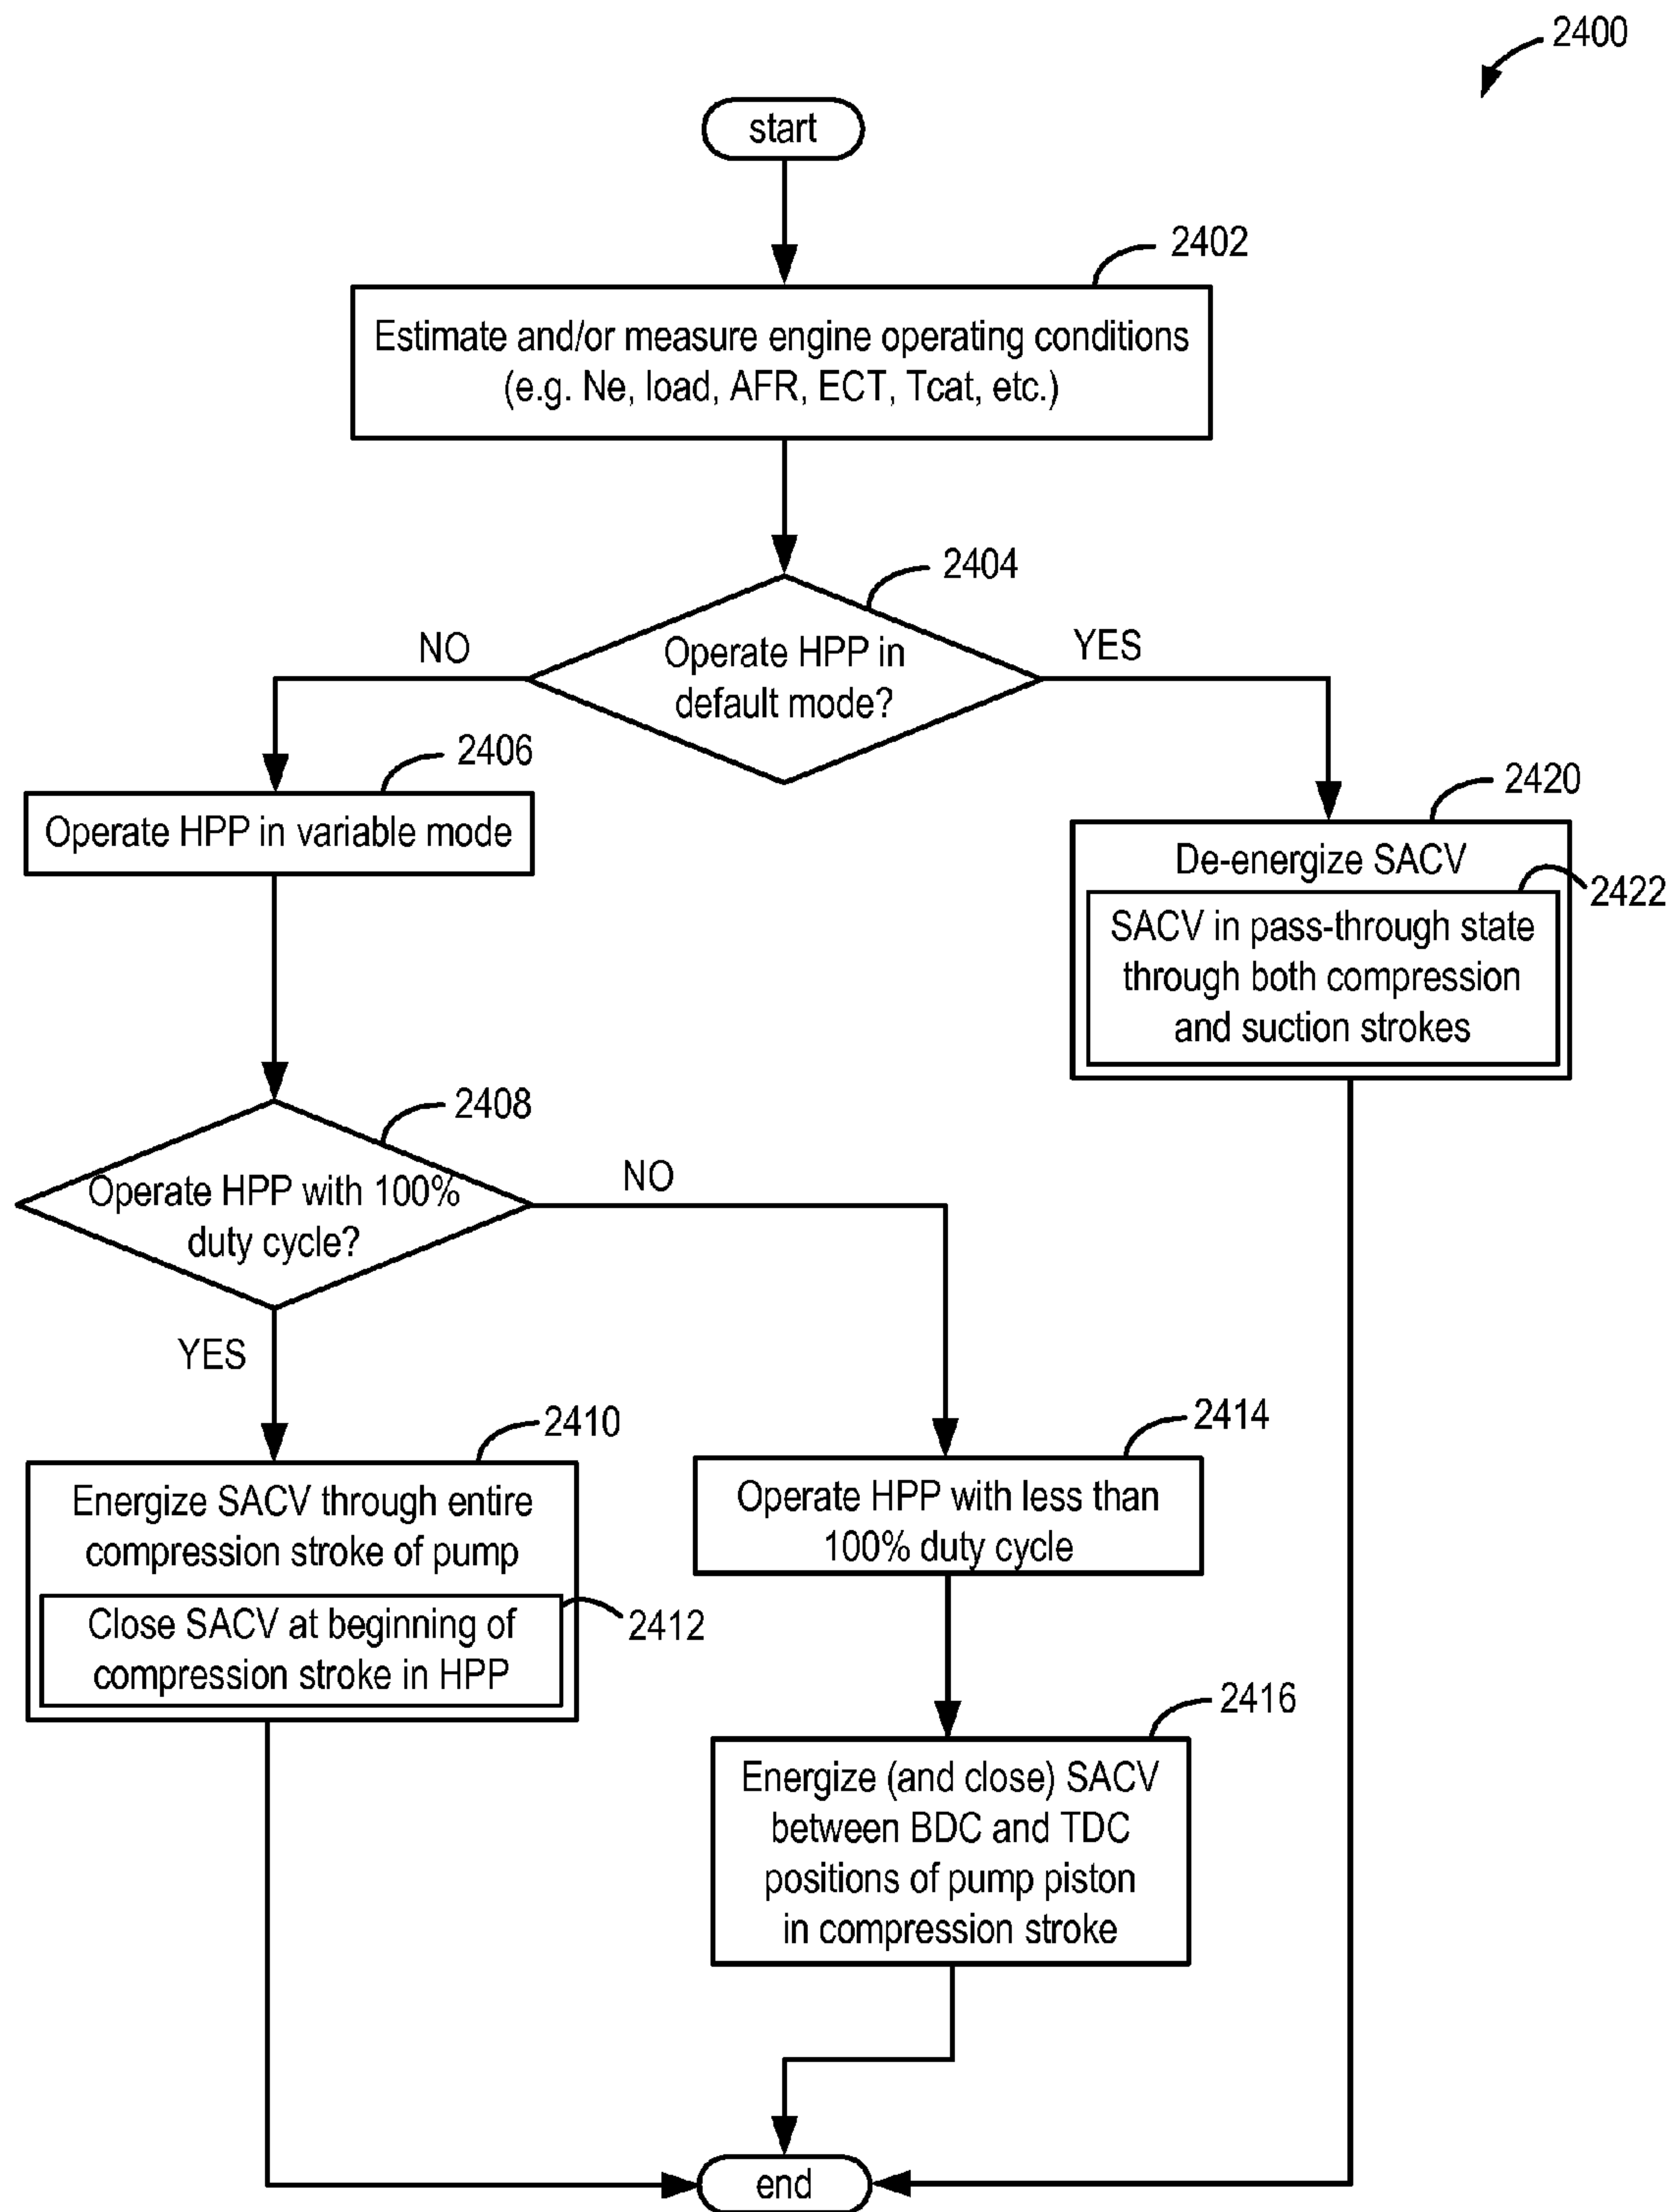 2400
start
2402
Estimate and/or measure engine operating conditions
(e.g. Ne, load, AFR, ECT, Tcat, etc.)
2404
Operate HPP in
default mode?
NO
YES
2406
Operate HPP in variable mode
2420
De-energize SACV
2422
SACV in pass-through state
through both compression
and suction strokes
2408
Operate HPP with 100%
duty cycle?
NO
YES
2410
Energize SACV through entire
compression stroke of pump
2412
Close SACV at beginning of
compression stroke in HPP
2414
Operate HPP with less than
100% duty cycle
2416
Energize (and close) SACV
between BDC and TDC
positions of pump piston
in compression stroke
end